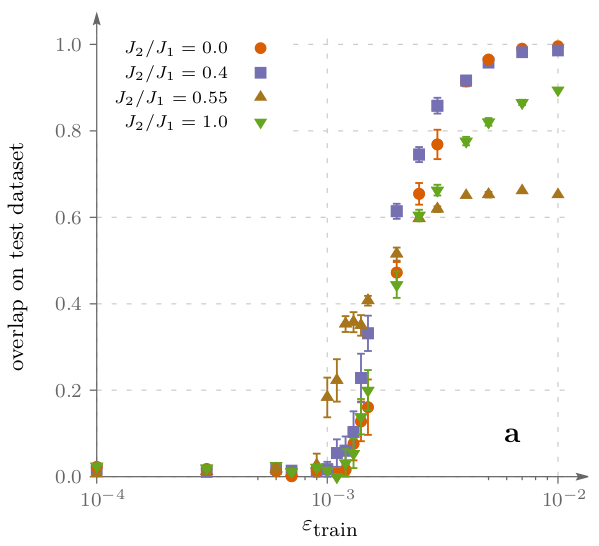 overlap on test dataset
J₂/J₁ = 0.0
J₂/J₁ = 0.4
J₂/J₁ = 0.55
J₂/J₁ = 1.0
1.0
0.8
0.6
0.4
0.2
0.0
a
10⁻⁴ 10⁻³ 10⁻²
ε_train